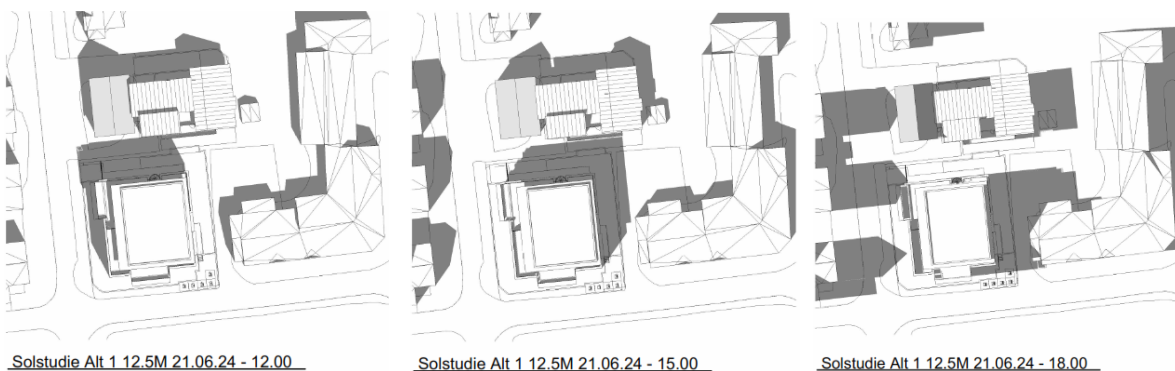 Solstudie Alt 1 12.5M 21.06.24 - 12.00
Solstudie Alt 1 12.5M 21.06.24 - 15.00
Solstudie Alt 1 12.5M 21.06.24 - 18.00